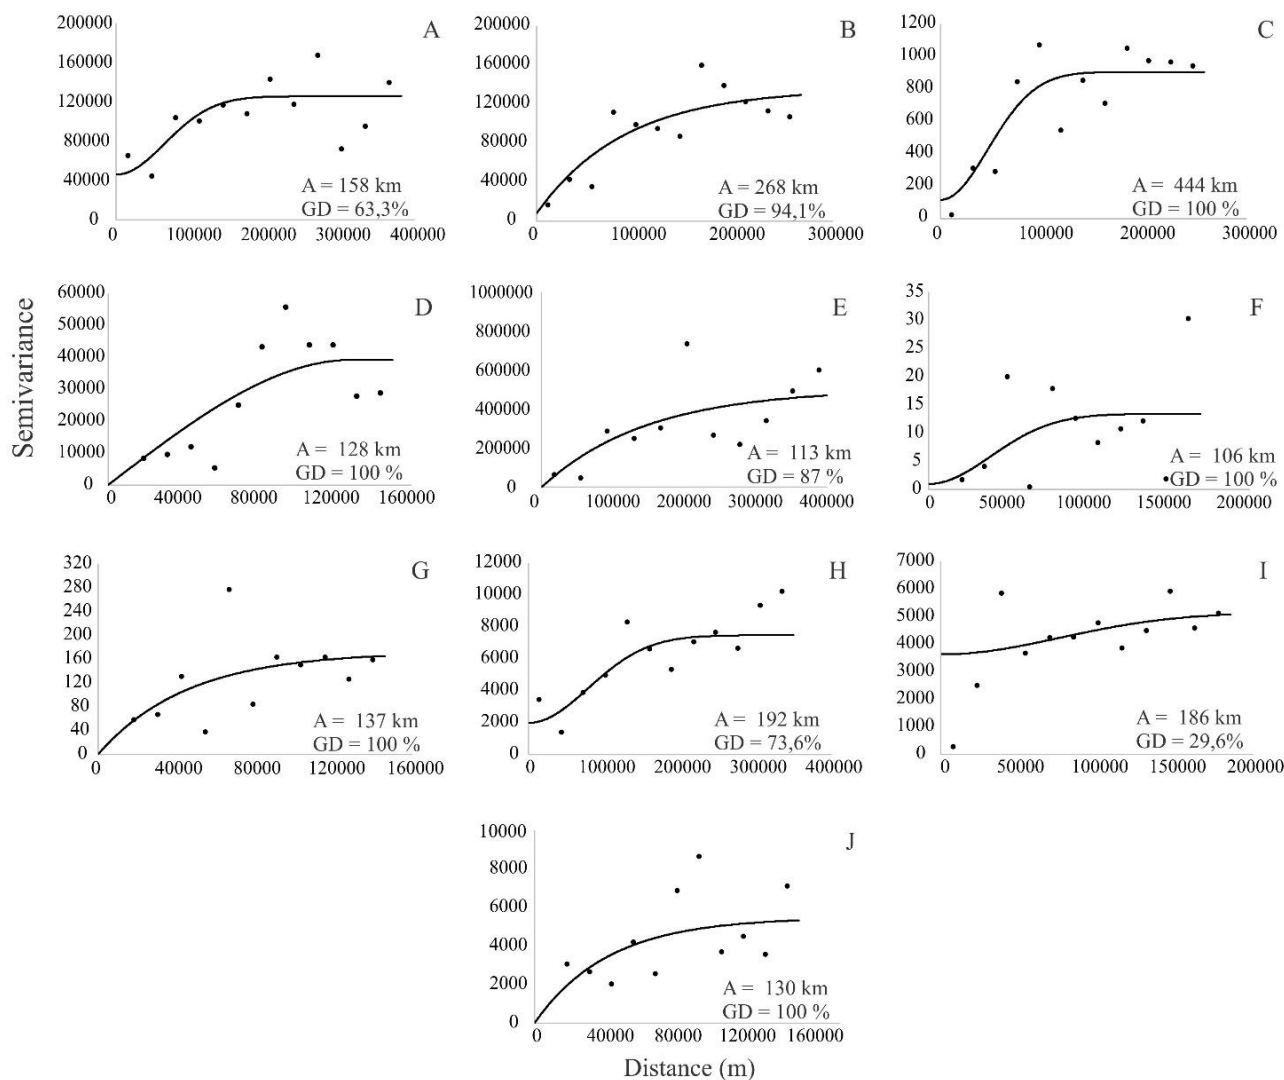 Semivariance
A
200000
160000
120000
80000
40000
0
0 100000 200000 300000 400000
A = 158 km
GD = 63,3%
B
200000
160000
120000
80000
40000
0
0 100000 200000 300000
A = 268 km
GD = 94,1%
C
1200
1000
800
600
400
200
0
0 100000 200000 300000
A = 444 km
GD = 100 %
D
60000
50000
40000
30000
20000
10000
0
0 40000 80000 120000 160000
A = 128 km
GD = 100 %
E
1000000
800000
600000
400000
200000
0
0 100000 200000 300000 400000
A = 113 km
GD = 87 %
F
35
30
25
20
15
10
5
0
0 50000 100000 150000 200000
A = 106 km
GD = 100 %
G
320
280
240
200
160
120
80
40
0
0 40000 80000 120000 160000
A = 137 km
GD = 100 %
H
12000
10000
8000
6000
4000
2000
0
0 100000 200000 300000 400000
A = 192 km
GD = 73,6%
I
7000
6000
5000
4000
3000
2000
1000
0
0 50000 100000 150000 200000
A = 186 km
GD = 29,6%
J
10000
8000
6000
4000
2000
0
0 40000 80000 120000 160000
A = 130 km
GD = 100 %
Distance (m)